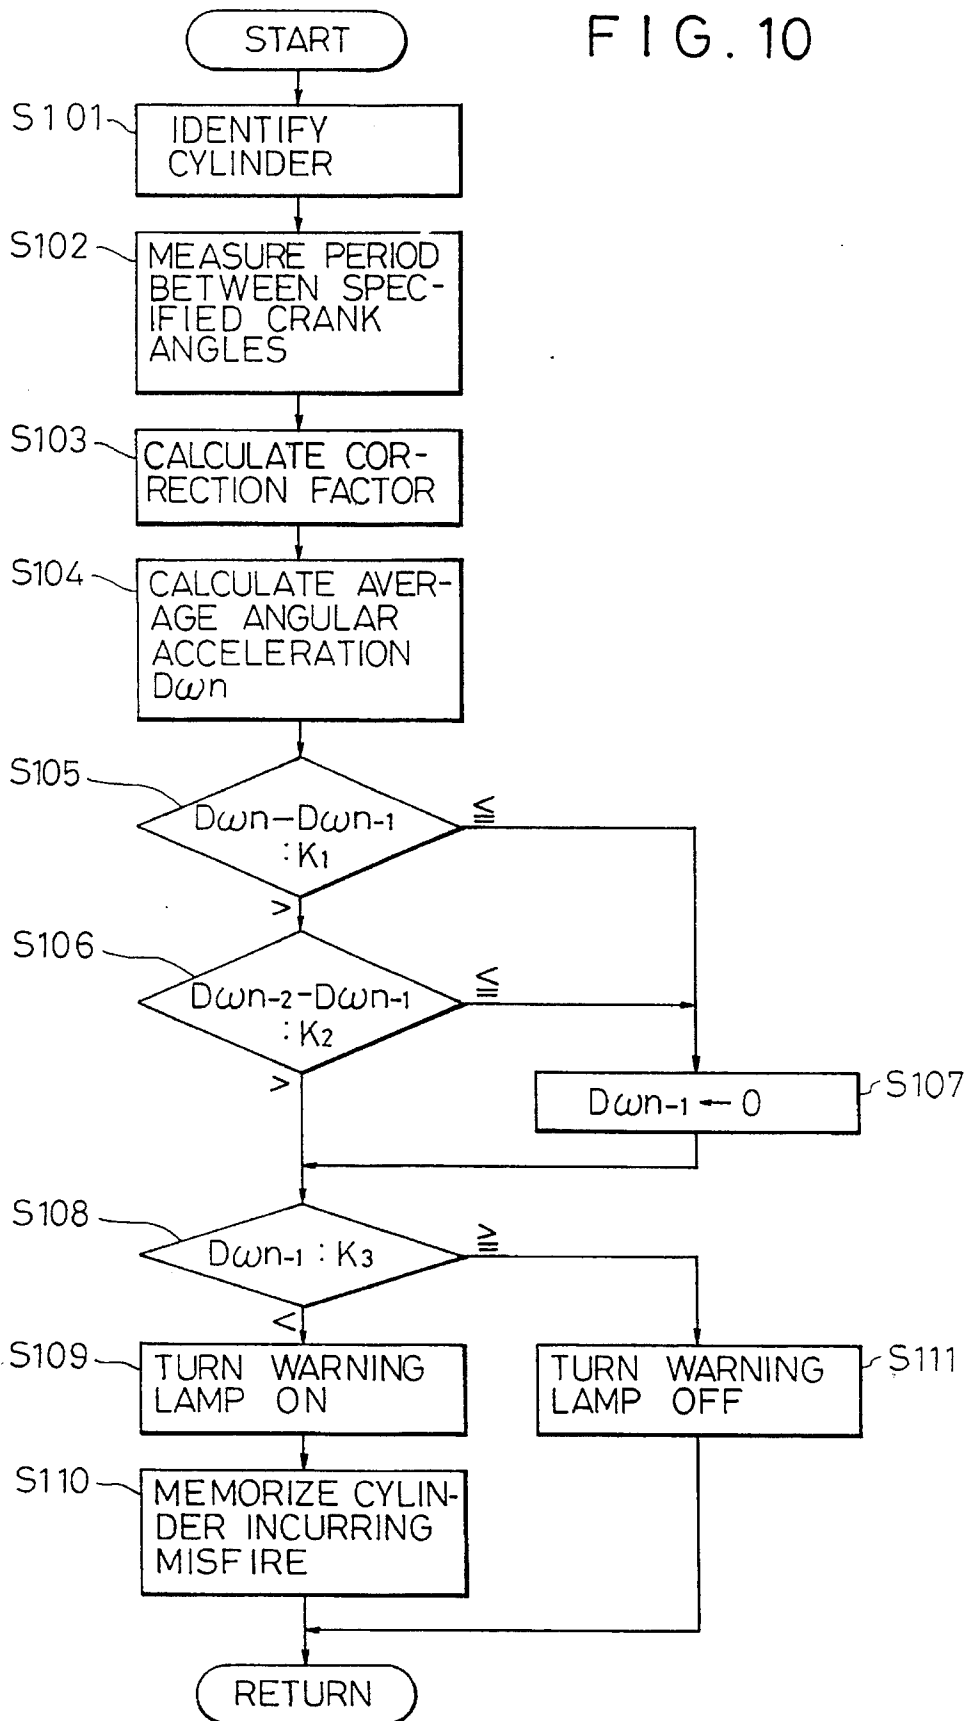 FIG. 10
START
S101
IDENTIFY
CYLINDER
S102
MEASURE PERIOD
BETWEEN SPEC-
IFIED CRANK
ANGLES
S103
CALCULATE COR-
RECTION FACTOR
S104
CALCULATE AVER-
AGE ANGULAR
ACCELERATION
Dωn
S105
Dωn−Dωn-1
:K1
≦
>
S106
Dωn-2−Dωn-1
:K2
≦
>
S107
Dωn-1 ← 0
S108
Dωn-1 : K3
≧
<
S109
TURN WARNING
LAMP ON
S111
TURN WARNING
LAMP OFF
S110
MEMORIZE CYLIN-
DER INCURRING
MISFIRE
RETURN